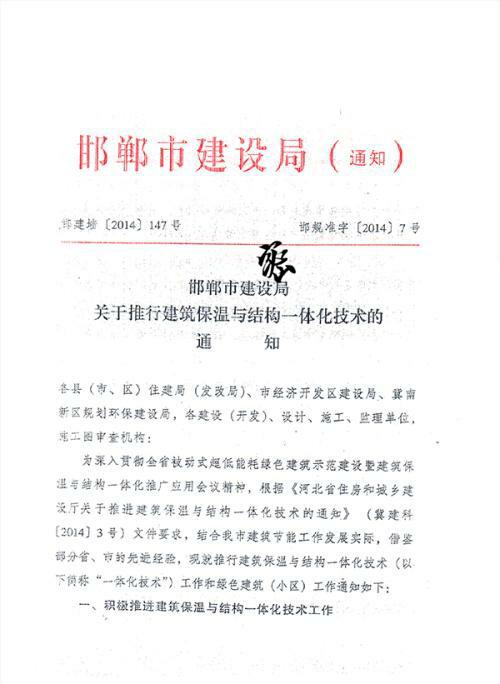 邯郸市建设局（通知）
邯建墙〔2014〕147号 邯规准字〔2014〕7号
邯郸市建设局
关于推行建筑保温与结构一体化技术的
通 知
各县（市、区）住建局（发改局）、市经济开发区建设局、冀南
新区规划环保建设局，各建设（开发）、设计、施工、监理单位，
施工图审查机构：
为深入贯彻全省被动式超低能耗绿色建筑示范建设暨建筑保
温与结构一体化推广应用会议精神，根据《河北省住房和城乡建
设厅关于推进建筑保温与结构一体化技术的通知》（冀建科
〔2014〕3号）文件要求，结合我市建筑节能工作发展实际，借鉴
部分省、市的先进经验，现就推行建筑保温与结构一体化技术（以
下简称“一体化技术”）工作和绿色建筑（小区）工作通知如下：
一、积极推进建筑保温与结构一体化技术工作